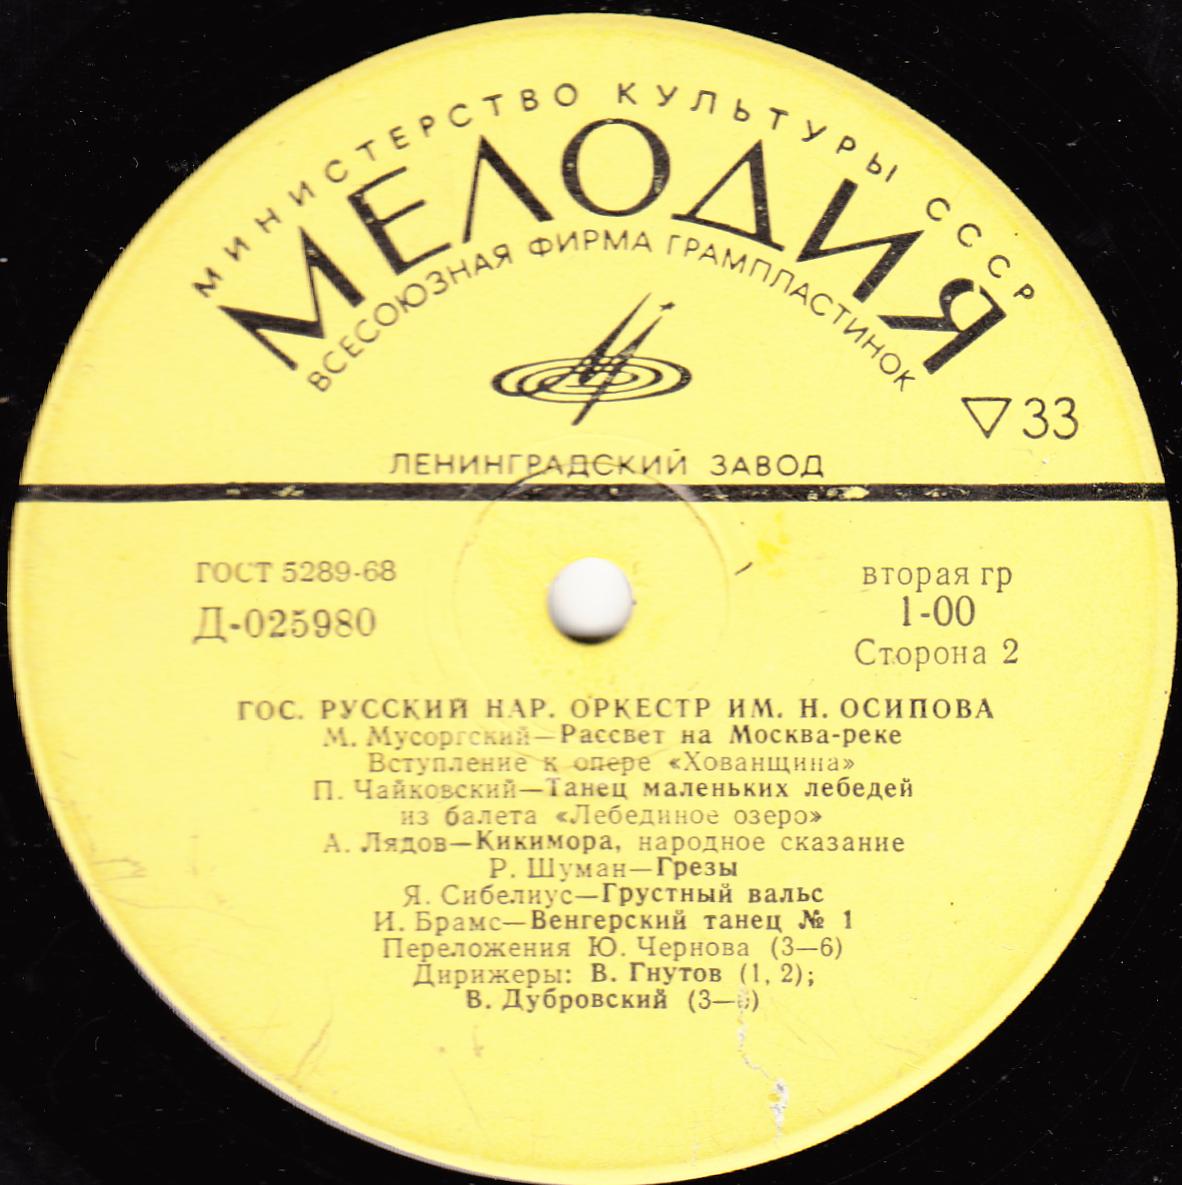 МИНИСТЕРСТВО КУЛЬТУРЫ СССР
МЕЛОДИЯ
ВСЕСОЮЗНАЯ ФИРМА ГРАМПЛАСТИНОК
33
ЛЕНИНГРАДСКИЙ ЗАВОД
ГОСТ 5289-68
Д-025980
вторая гр
1-00
Сторона 2
ГОС. РУССКИЙ НАР. ОРКЕСТР ИМ. Н. ОСИПОВА
М. Мусоргский—Рассвет на Москва-реке
Вступление к опере «Хованщина»
П. Чайковский—Танец маленьких лебедей
из балета «Лебединое озеро»
А. Лядов—Кикимора, народное сказание
Р. Шуман—Грезы
Я. Сибелиус—Грустный вальс
И. Брамс—Венгерский танец № 1
Переложения Ю. Чернова (3—6)
Дирижеры: В. Гнутов (1, 2);
В. Дубровский (3—6)